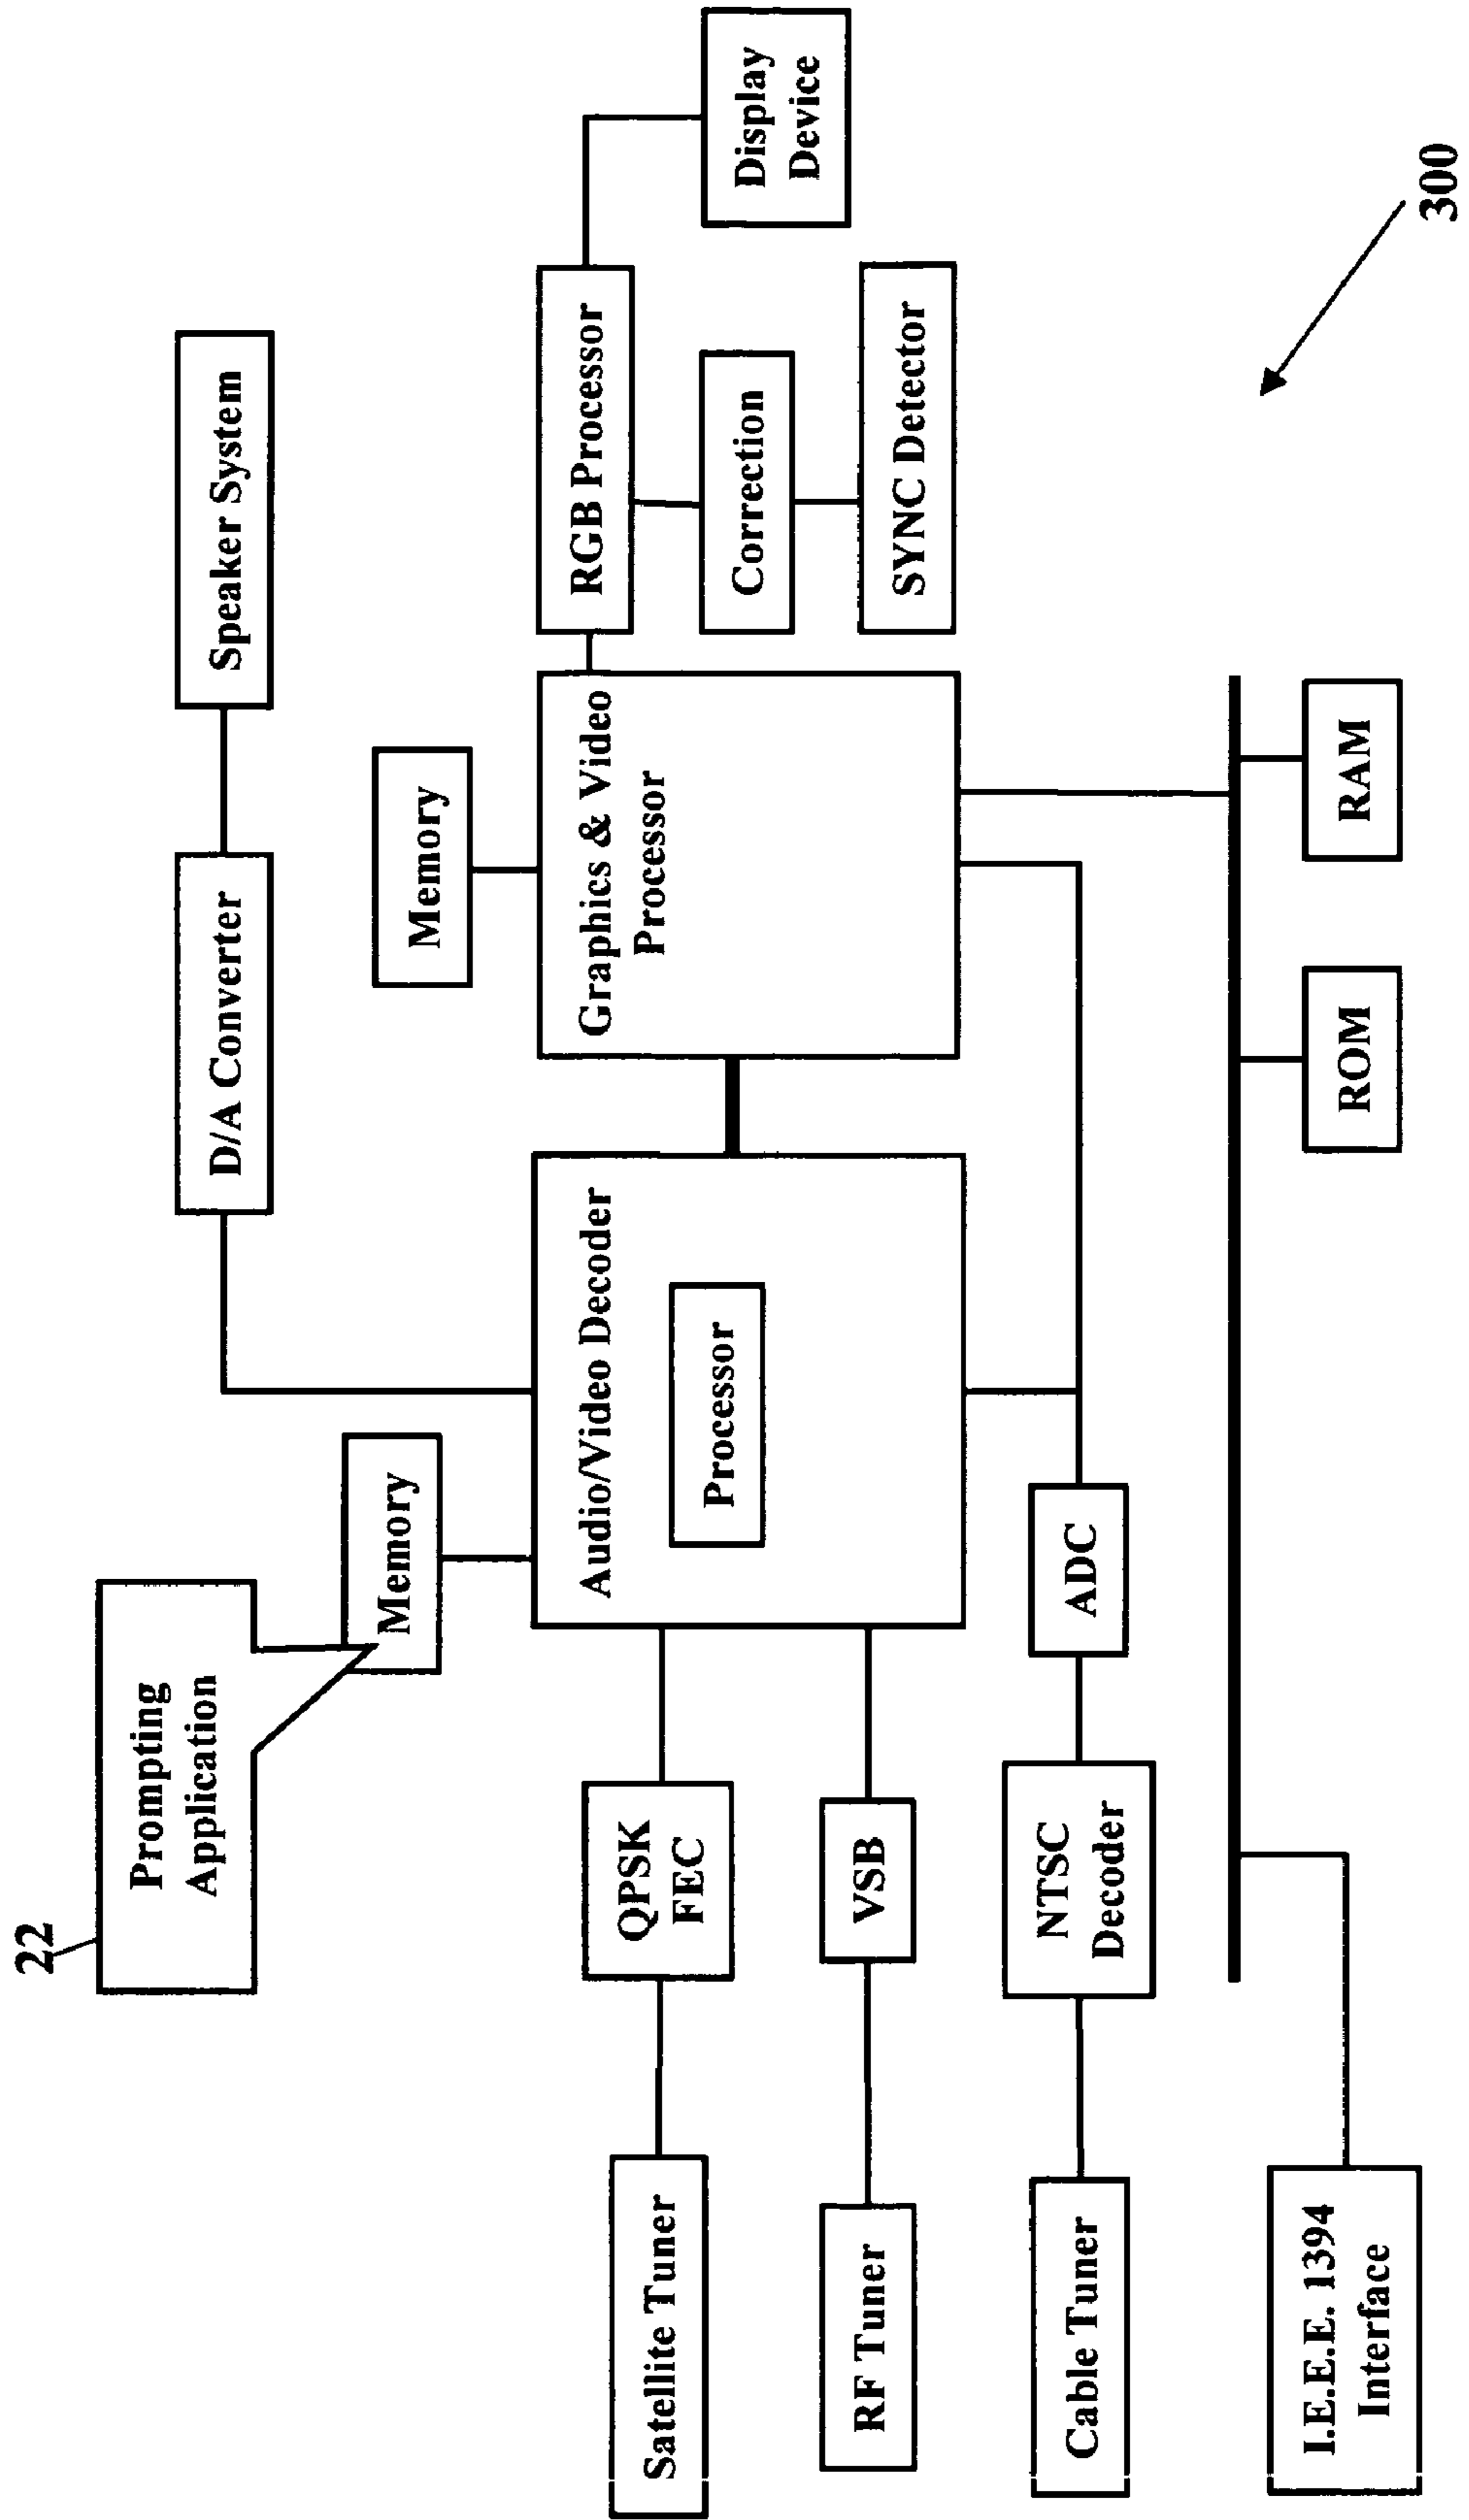 22
Prompting
Application
Memory
D/A Converter
Speaker System
Memory
Satellite Tuner
QPSK
FEC
Audio/Video Decoder
Processor
Graphics & Video
Processor
RGB Processor
Display
Device
Correction
SYNC Detector
RF Tuner
VSB
Cable Tuner
NTSC
Decoder
ADC
I.E.E.E. 1394
Interface
ROM
RAM
300